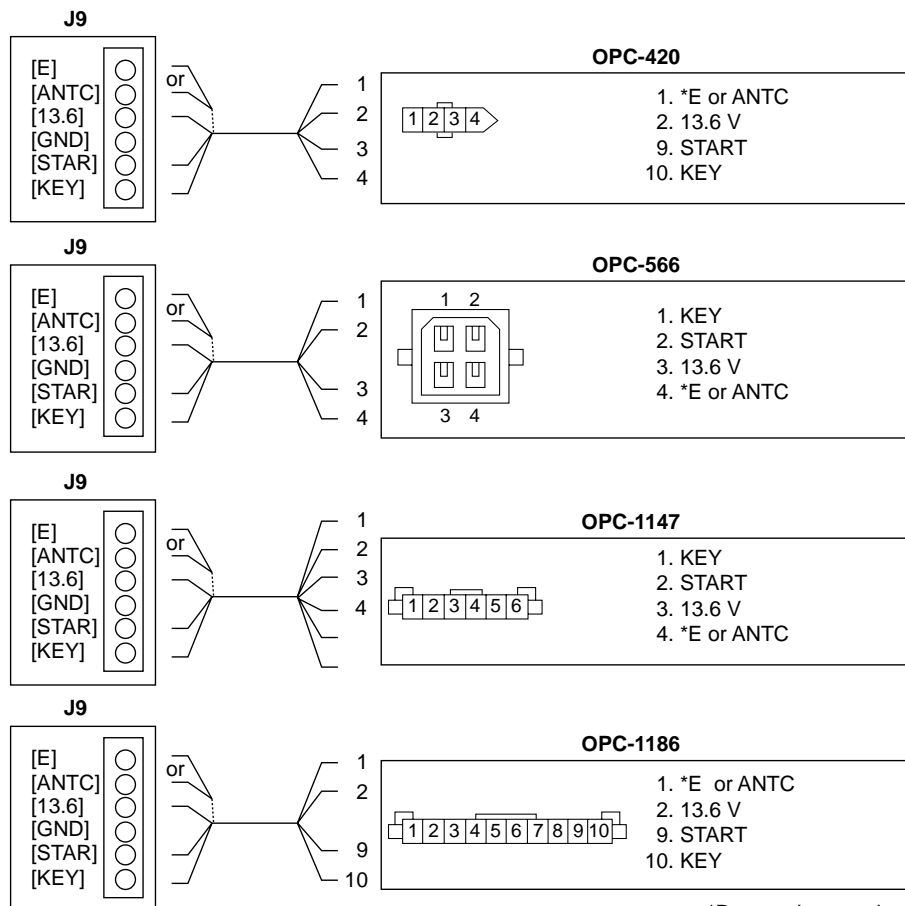 J9
[E]
[ANTC]
[13.6]
[GND]
[STAR]
[KEY]
or
1
2
3
4
OPC-420
1 2 3 4
1. *E or ANTC
2. 13.6 V
9. START
10. KEY
J9
[E]
[ANTC]
[13.6]
[GND]
[STAR]
[KEY]
or
1
2
3
4
OPC-566
1 2
3 4
1. KEY
2. START
3. 13.6 V
4. *E or ANTC
J9
[E]
[ANTC]
[13.6]
[GND]
[STAR]
[KEY]
or
1
2
3
4
OPC-1147
1 2 3 4 5 6
1. KEY
2. START
3. 13.6 V
4. *E or ANTC
J9
[E]
[ANTC]
[13.6]
[GND]
[STAR]
[KEY]
or
1
2
9
10
OPC-1186
1 2 3 4 5 6 7 8 9 10
1. *E or ANTC
2. 13.6 V
9. START
10. KEY